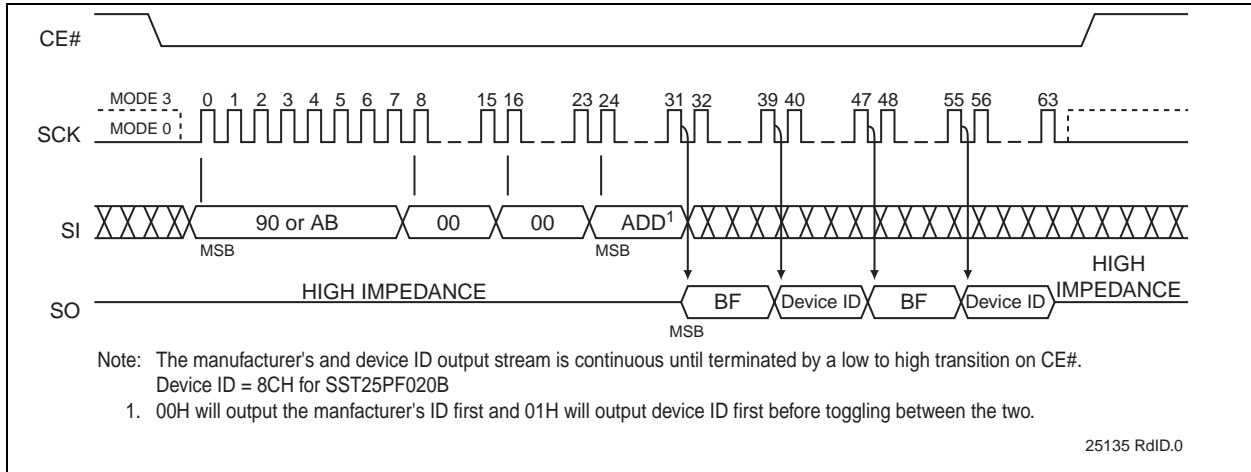 CE#
MODE 3 0 1 2 3 4 5 6 7 8 15 16 23 24 31 32 39 40 47 48 55 56 63
MODE 0
SCK
SI 90 or AB 00 00 ADD1
MSB MSB
HIGH IMPEDANCE
HIGH
IMPEDANCE
SO BF Device ID BF Device ID
MSB
Note: The manufacturer's and device ID output stream is continuous until terminated by a low to high transition on CE#.
Device ID = 8CH for SST25PF020B
1. 00H will output the manfacturer's ID first and 01H will output device ID first before toggling between the two.
25135 RdID.0